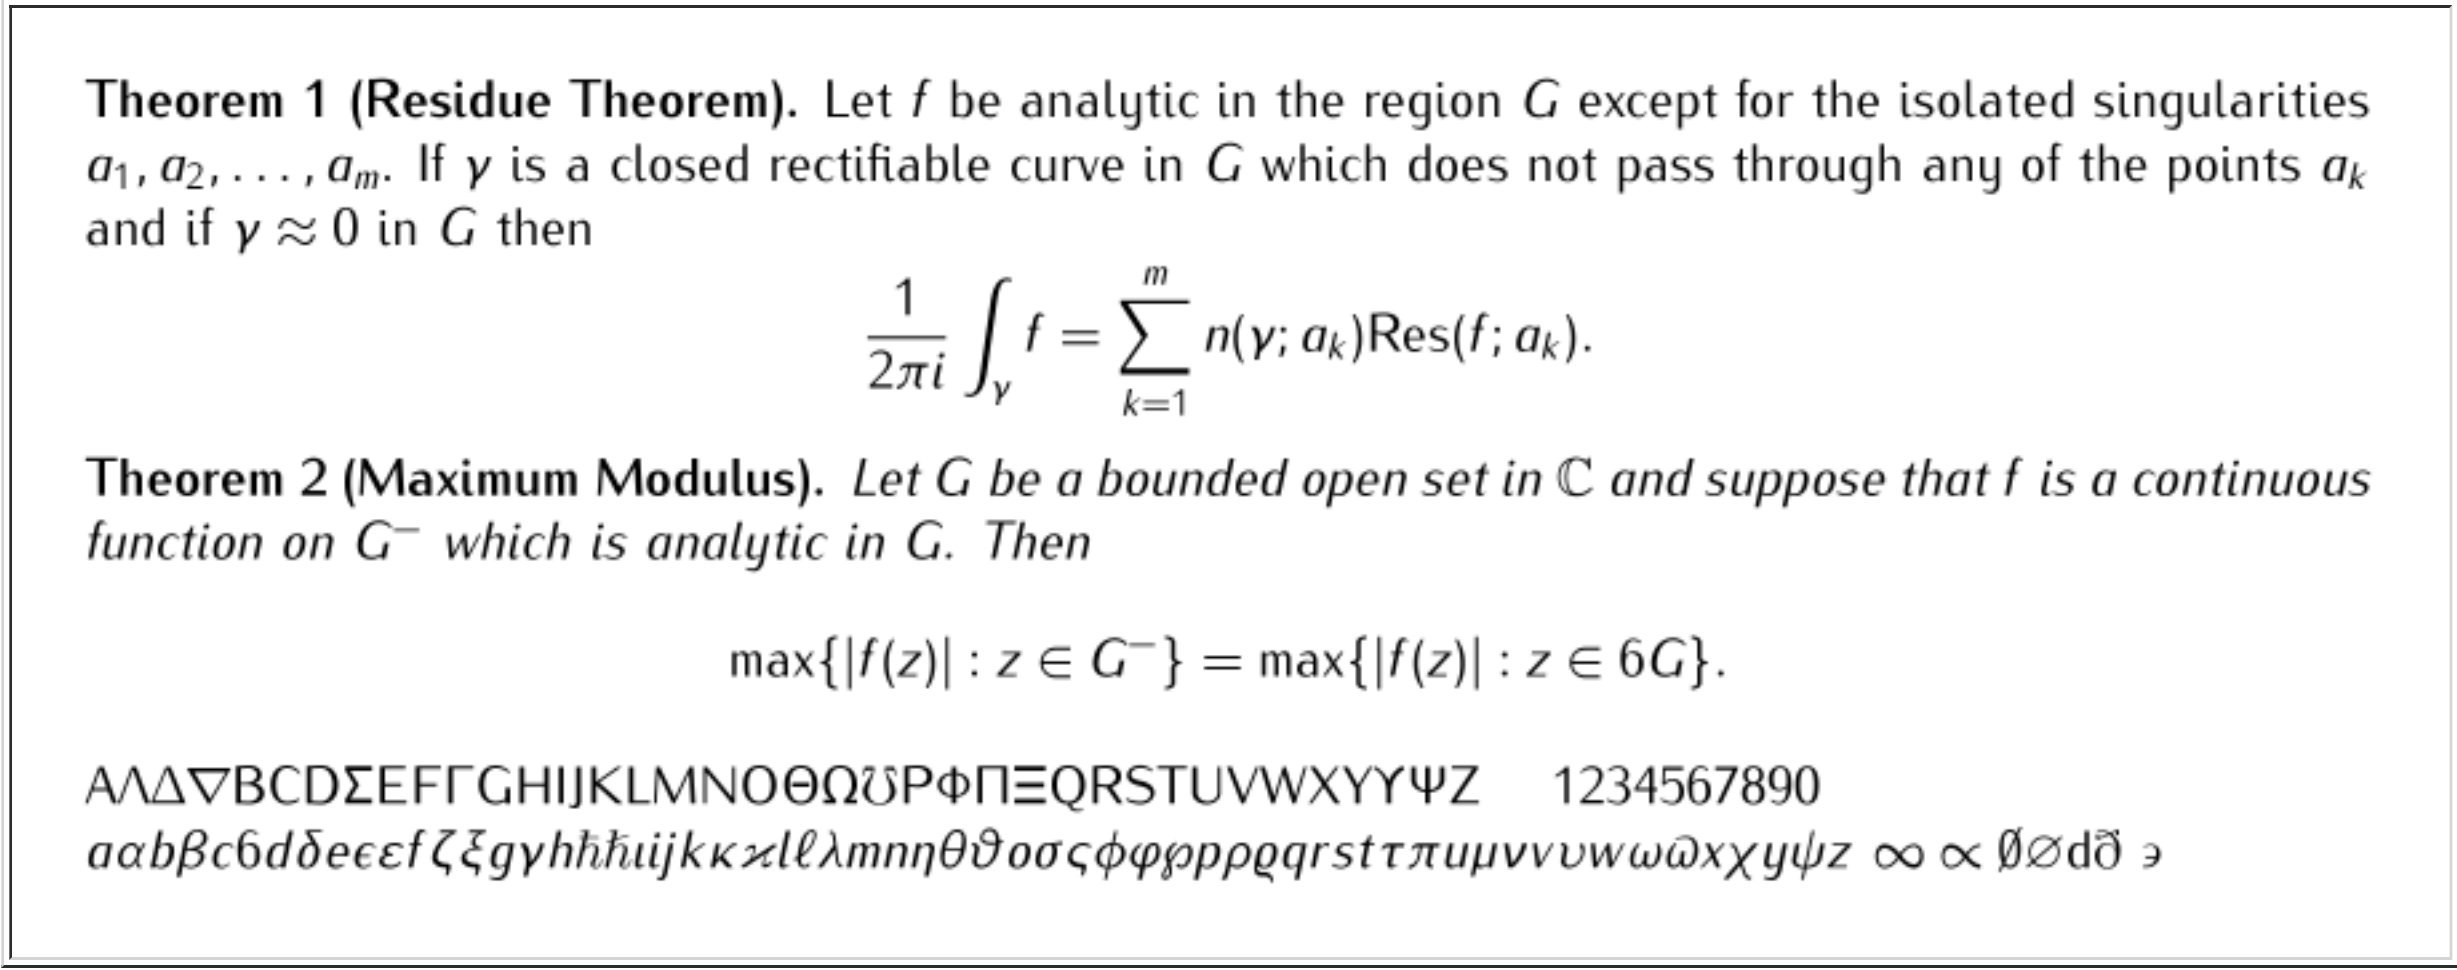 Theorem 1 (Residue Theorem). Let f be analytic in the region G except for the isolated singularities
a₁, a₂, . . . , aₘ. If γ is a closed rectifiable curve in G which does not pass through any of the points aₖ
and if γ ≈ 0 in G then
1/2πi ∫γ f = ∑ₖ₌₁ᵐ n(γ; aₖ)Res(f; aₖ).
Theorem 2 (Maximum Modulus). Let G be a bounded open set in ℂ and suppose that f is a continuous
function on G⁻ which is analytic in G. Then
max{|f(z)| : z ∈ G⁻} = max{|f(z)| : z ∈ 6G}.
AΛΔ∇BCDΣEFΓGHIJKLMNOΘΩ℧PΦΠΞQRSTUVWXYϒΨZ 1234567890
aαbβc6dδeϵεfζξgγhℏħιijkκϰlℓλmnηθϑoσςϕφ℘pρϱqrstτπuμνvυwωϖxχyψz ∞ ∝ ∅∅dð ϶